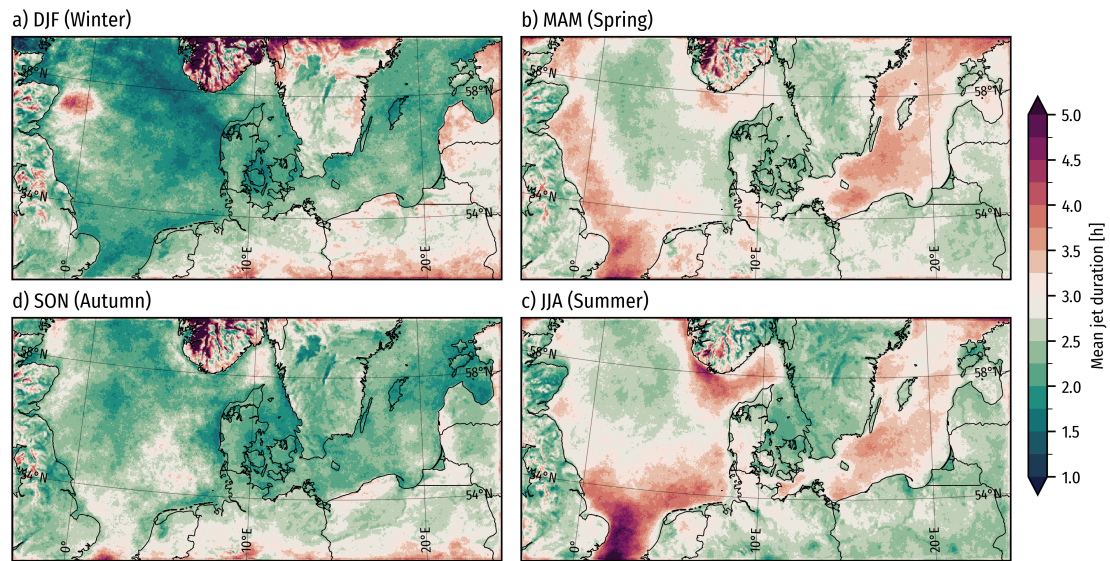 a) DJF (Winter)
b) MAM (Spring)
58°N
58°N
54°N
54°N
0°
10°E
20°E
58°N
58°N
54°N
54°N
0°
10°E
20°E
d) SON (Autumn)
c) JJA (Summer)
58°N
58°N
54°N
54°N
0°
10°E
20°E
58°N
58°N
54°N
54°N
0°
10°E
20°E
5.0
4.5
4.0
3.5
3.0
2.5
2.0
1.5
1.0
Mean jet duration [h]